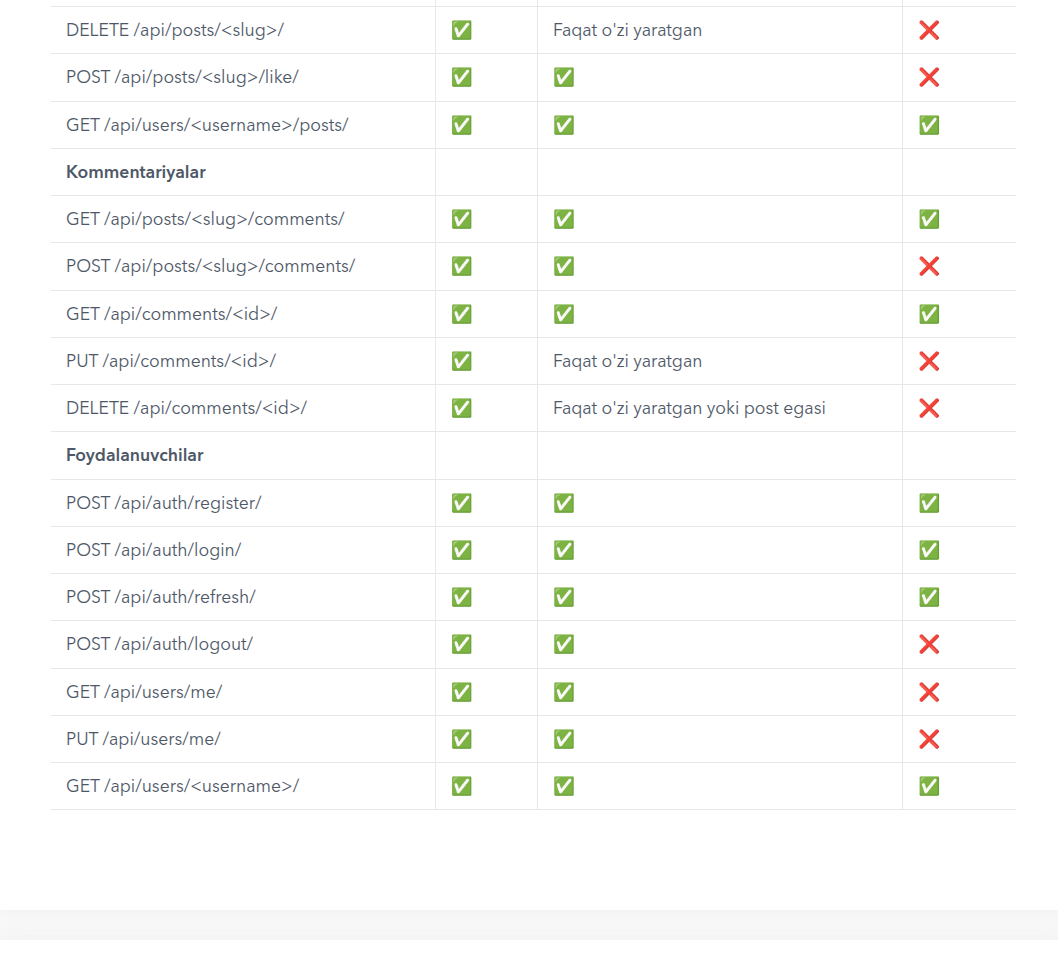 DELETE /api/posts/<slug>/ ✅ Faqat o'zi yaratgan ❌
POST /api/posts/<slug>/like/ ✅ ✅ ❌
GET /api/users/<username>/posts/ ✅ ✅ ✅
Kommentariyalar
GET /api/posts/<slug>/comments/ ✅ ✅ ✅
POST /api/posts/<slug>/comments/ ✅ ✅ ❌
GET /api/comments/<id>/ ✅ ✅ ✅
PUT /api/comments/<id>/ ✅ Faqat o'zi yaratgan ❌
DELETE /api/comments/<id>/ ✅ Faqat o'zi yaratgan yoki post egasi ❌
Foydalanuvchilar
POST /api/auth/register/ ✅ ✅ ✅
POST /api/auth/login/ ✅ ✅ ✅
POST /api/auth/refresh/ ✅ ✅ ✅
POST /api/auth/logout/ ✅ ✅ ❌
GET /api/users/me/ ✅ ✅ ❌
PUT /api/users/me/ ✅ ✅ ❌
GET /api/users/<username>/ ✅ ✅ ✅